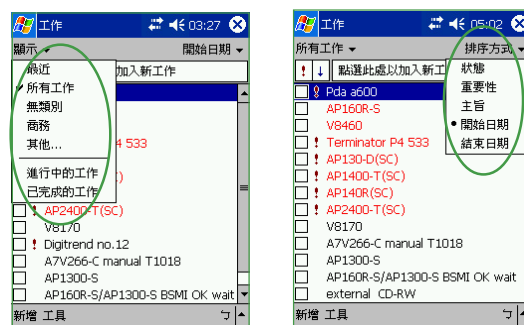 工作 03:27
顯示 開始日期
最近
加入新工作
所有工作
無類別
商務
其他...
4 533
進行中的工作
已完成的工作
AP2400-T(SC)
V8170
Digitrend no.12
A7V266-C manual T1018
AP1300-S
AP160R-S/AP1300-S BSMI OK wait
新增 工具 ㄅ
工作 05:02
所有工作 排序方式
點選此處以加入新工
狀態
重要性
主旨
開始日期
結束日期
Pda a600
AP160R-S
V8460
Terminator P4 533
AP130-D(SC)
AP1400-T(SC)
AP140R(SC)
AP2400-T(SC)
V8170
A7V266-C manual T1018
AP1300-S
AP160R-S/AP1300-S BSMI OK wait
external CD-RW
新增 工具 ㄅ